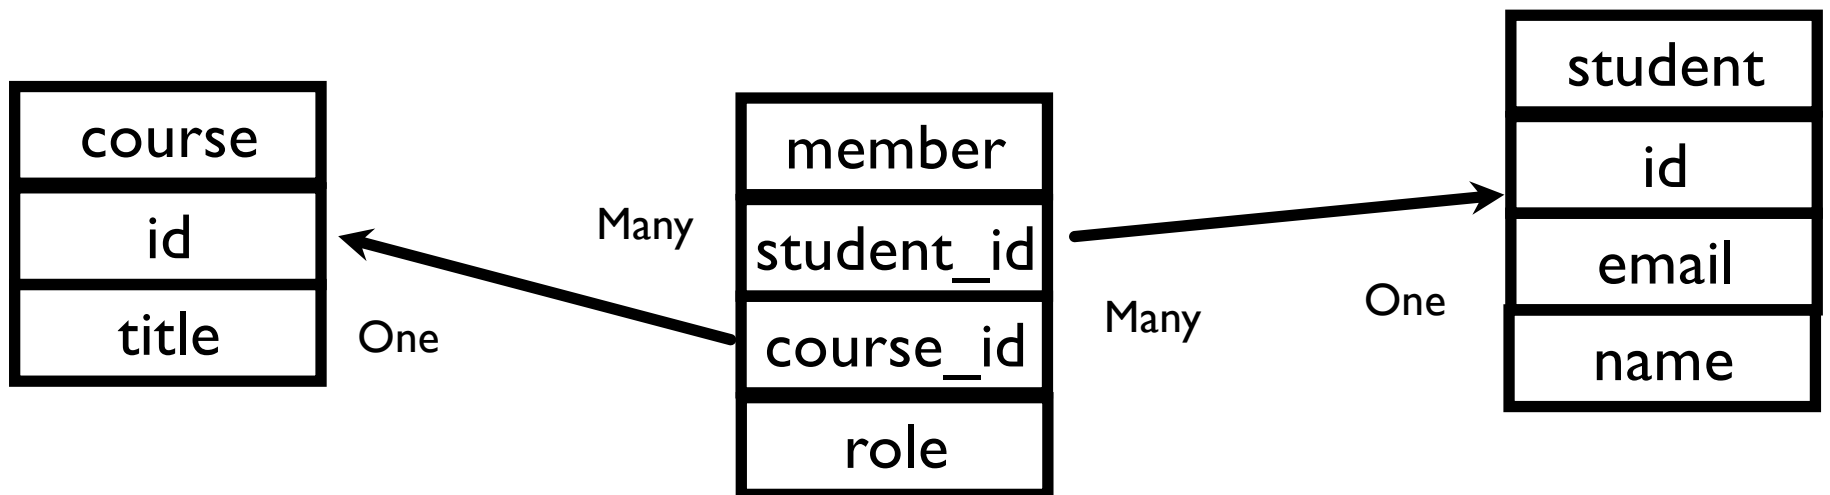 course
id
title
One
Many
member
student_id
course_id
role
Many
One
student
id
email
name